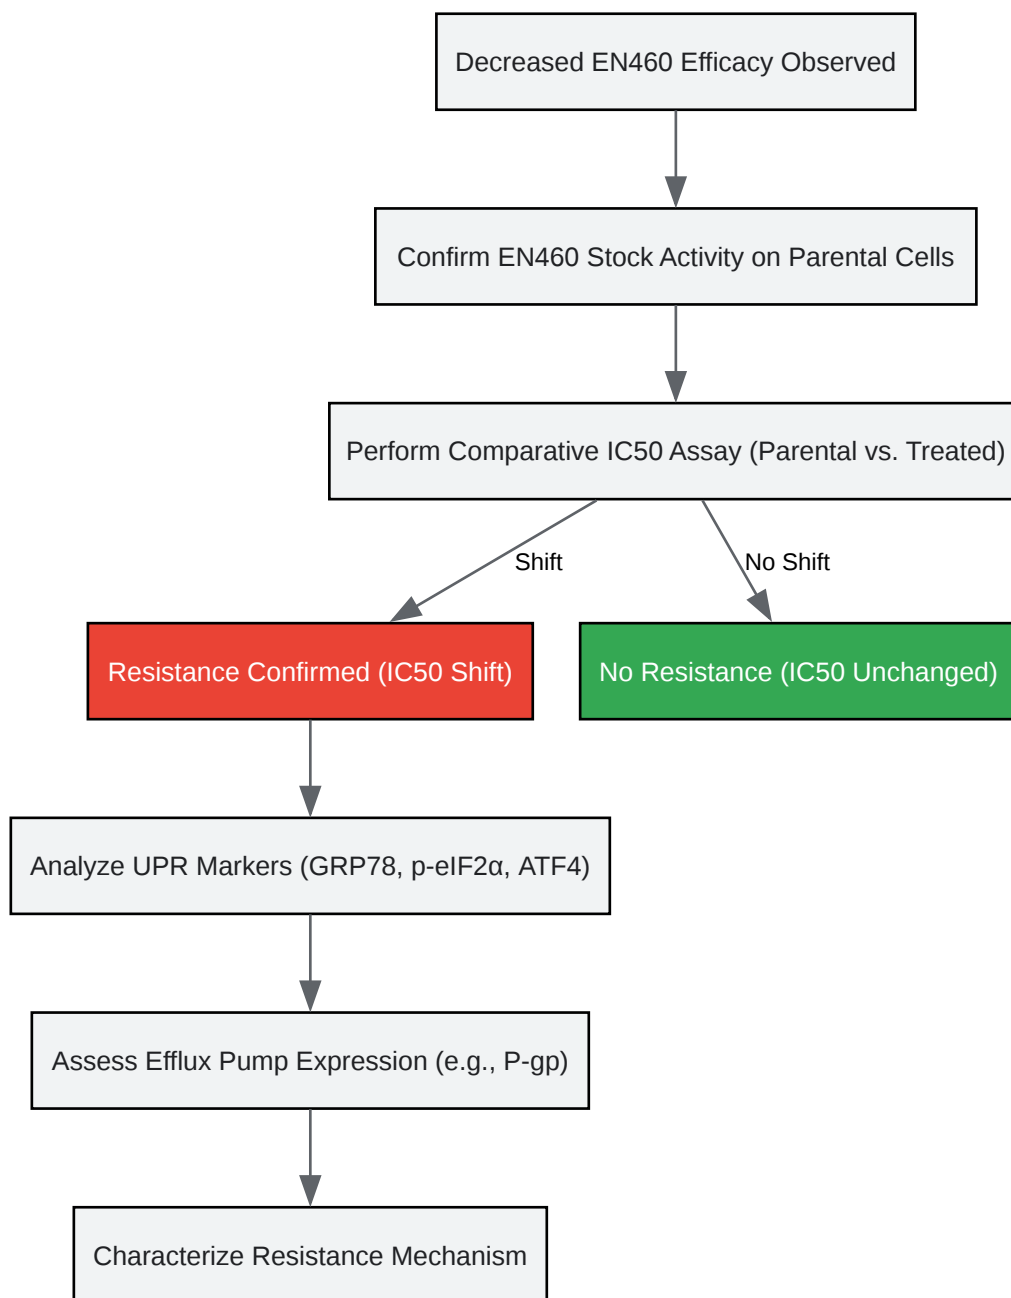 Decreased EN460 Efficacy Observed
Confirm EN460 Stock Activity on Parental Cells
Perform Comparative IC50 Assay (Parental vs. Treated)
Shift
No Shift
Resistance Confirmed (IC50 Shift)
No Resistance (IC50 Unchanged)
Analyze UPR Markers (GRP78, p-eIF2α, ATF4)
Assess Efflux Pump Expression (e.g., P-gp)
Characterize Resistance Mechanism